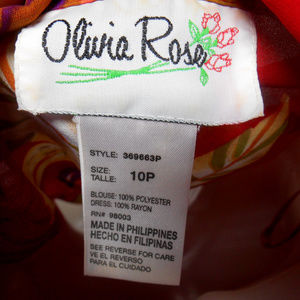 Olivia Rose
STYLE: 369663P
SIZE:
TALLE: 10P
BLOUSE: 100% POLYESTER
DRESS: 100% RAYON
RN# 98003
MADE IN PHILIPPINES
HECHO EN FILIPINAS
SEE REVERSE FOR CARE
VE EL REVERSO
PARA EL CUIDADO